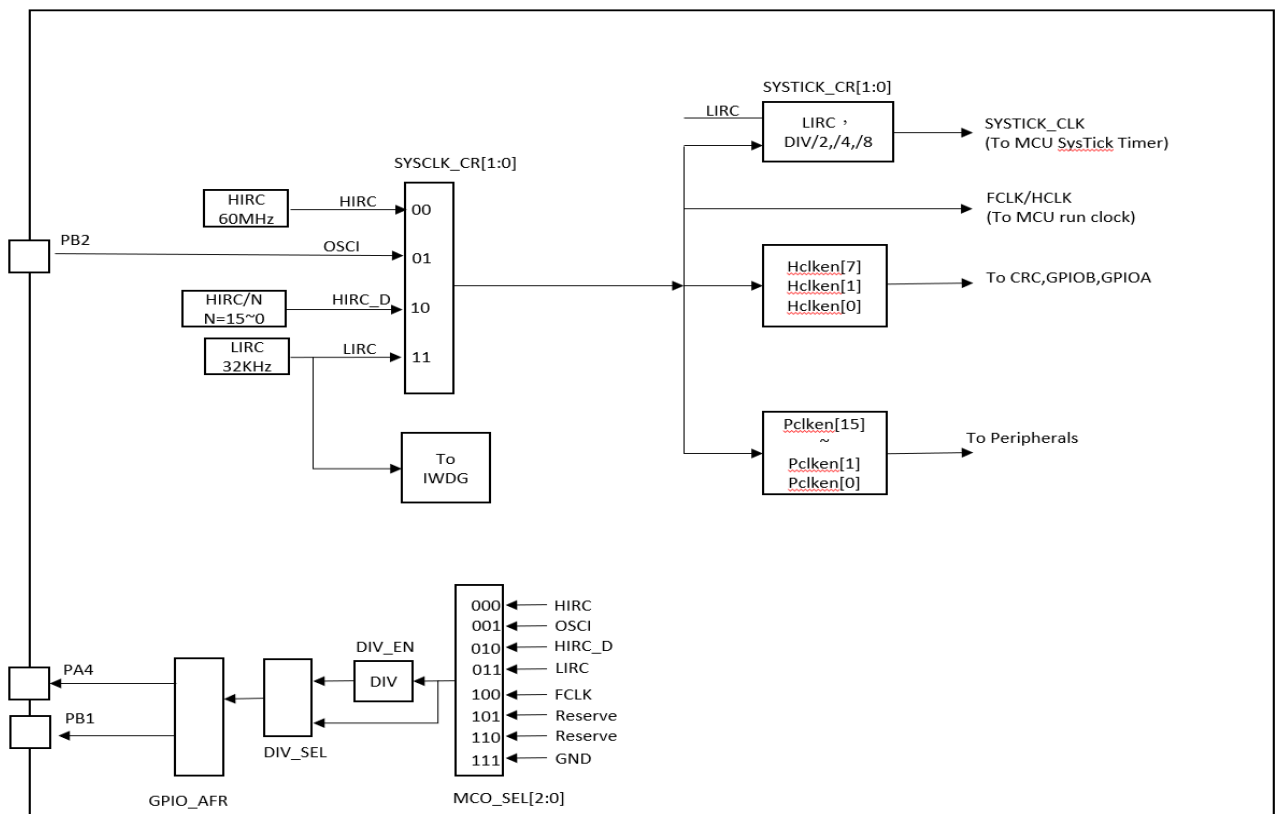 SYSTICK_CR[1:0]
LIRC
LIRC，
DIV/2,/4,/8
SYSTICK_CLK
(To MCU SysTick Timer)
SYSCLK_CR[1:0]
HIRC
60MHz
HIRC
00
FCLK/HCLK
(To MCU run clock)
PB2
OSCI
01
Hclken[7]
Hclken[1]
Hclken[0]
To CRC,GPIOB,GPIOA
HIRC/N
N=15~0
HIRC_D
10
LIRC
32KHz
LIRC
11
To
IWDG
Pclken[15]
~
Pclken[1]
Pclken[0]
To Peripherals
000
HIRC
001
OSCI
010
HIRC_D
011
LIRC
100
FCLK
101
Reserve
110
Reserve
111
GND
DIV_EN
DIV
PA4
PB1
DIV_SEL
GPIO_AFR
MCO_SEL[2:0]